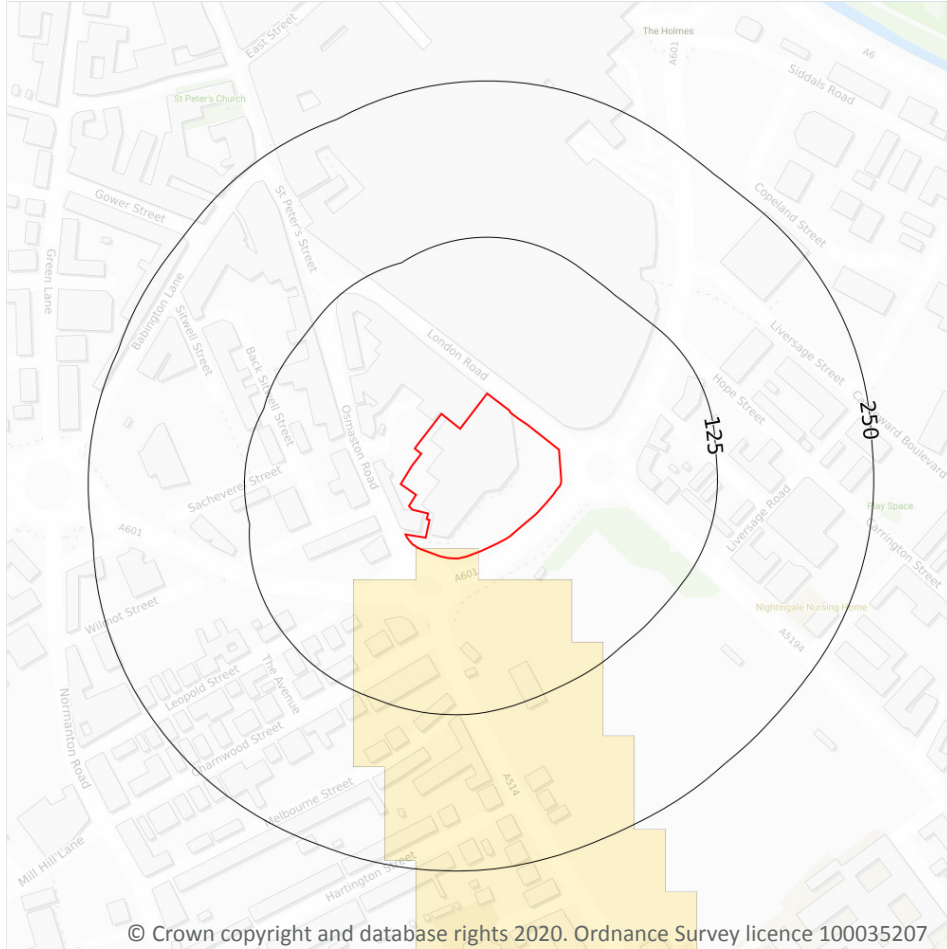 The Holmes
East Street
A601
A6
Siddals Road
St Peter's Church
Copeland Street
Gower Street
St Peter's Street
Green Lane
Babington Lane
Sitwell Street
London Road
Liversage Street
Back Sitwell Street
Hope Street
Osmaston Road
125
250
Sacheverel Street
Liversage Road
Play Space
Carrington Street
A601
A601
Wilmot Street
Nightingale Nursing Home
A5194
Leopold Street
The Avenue
Normanton Road
Charnwood Street
A514
Melbourne Street
Mill Hill Lane
Hartington Street
© Crown copyright and database rights 2020. Ordnance Survey licence 100035207